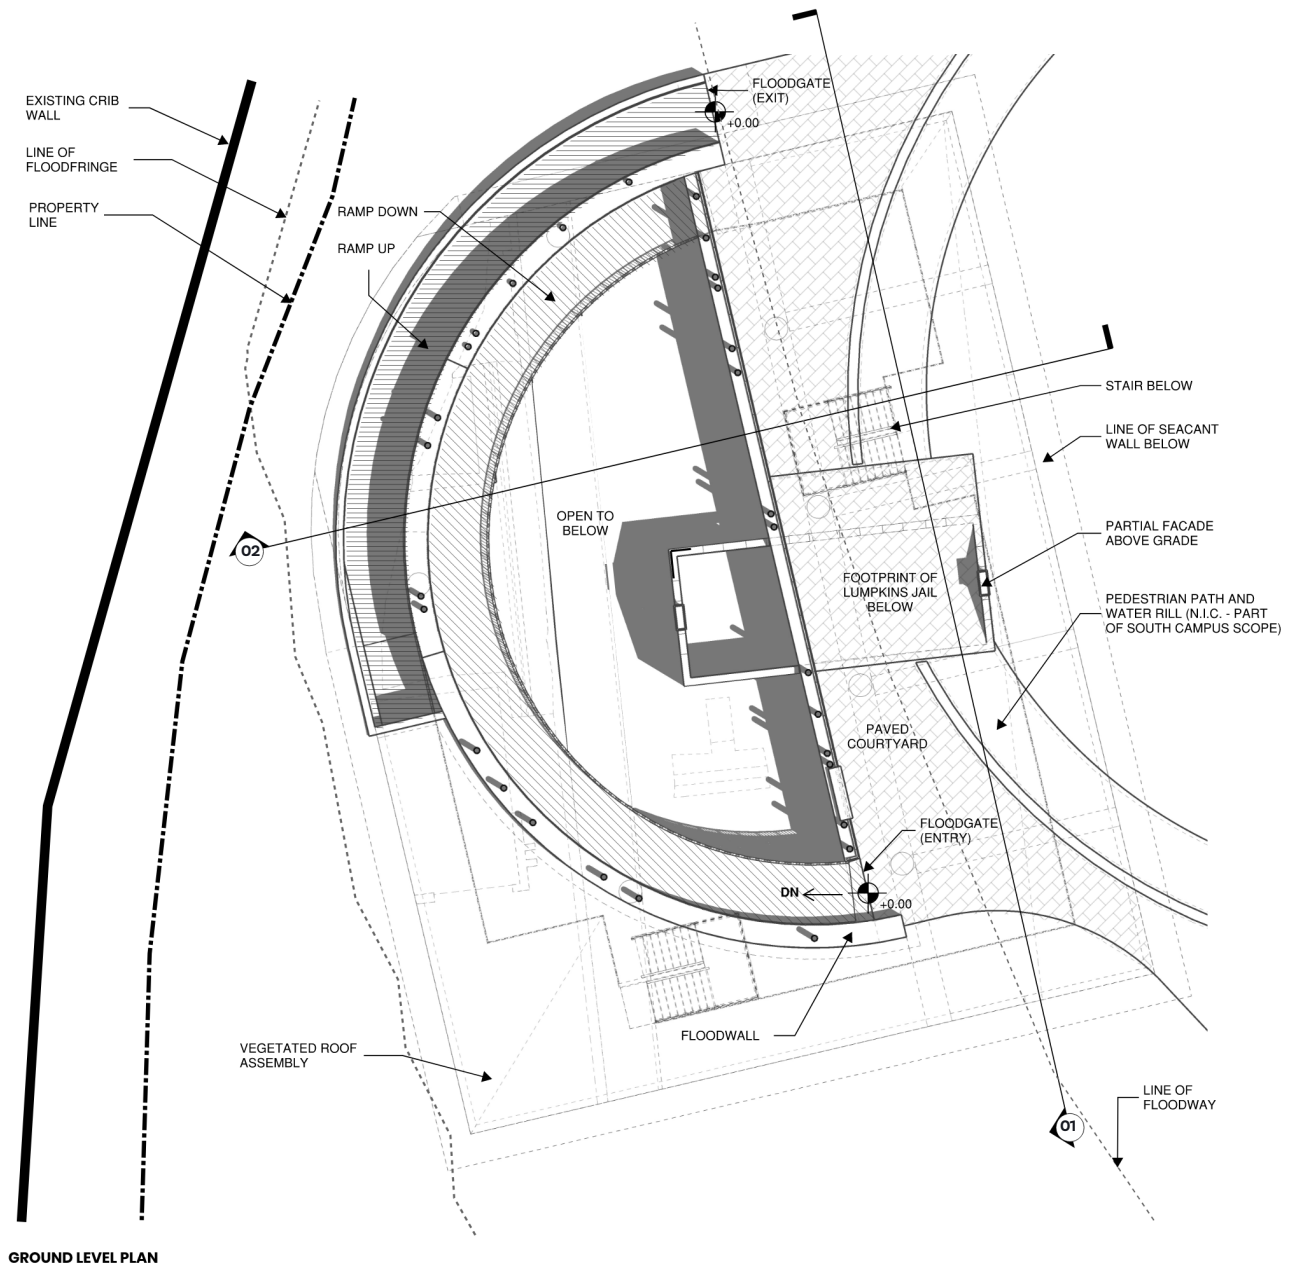 FLOODGATE
(EXIT)
+0.00
EXISTING CRIB
WALL
LINE OF
FLOODFRINGE
PROPERTY
LINE
RAMP DOWN
RAMP UP
STAIR BELOW
LINE OF SEACANT
WALL BELOW
OPEN TO
BELOW
PARTIAL FACADE
ABOVE GRADE
02
FOOTPRINT OF
LUMPKINS JAIL
BELOW
PEDESTRIAN PATH AND
WATER RILL (N.I.C. - PART
OF SOUTH CAMPUS SCOPE)
PAVED
COURTYARD
FLOODGATE
(ENTRY)
DN
+0.00
FLOODWALL
VEGETATED ROOF
ASSEMBLY
LINE OF
FLOODWAY
01
GROUND LEVEL PLAN